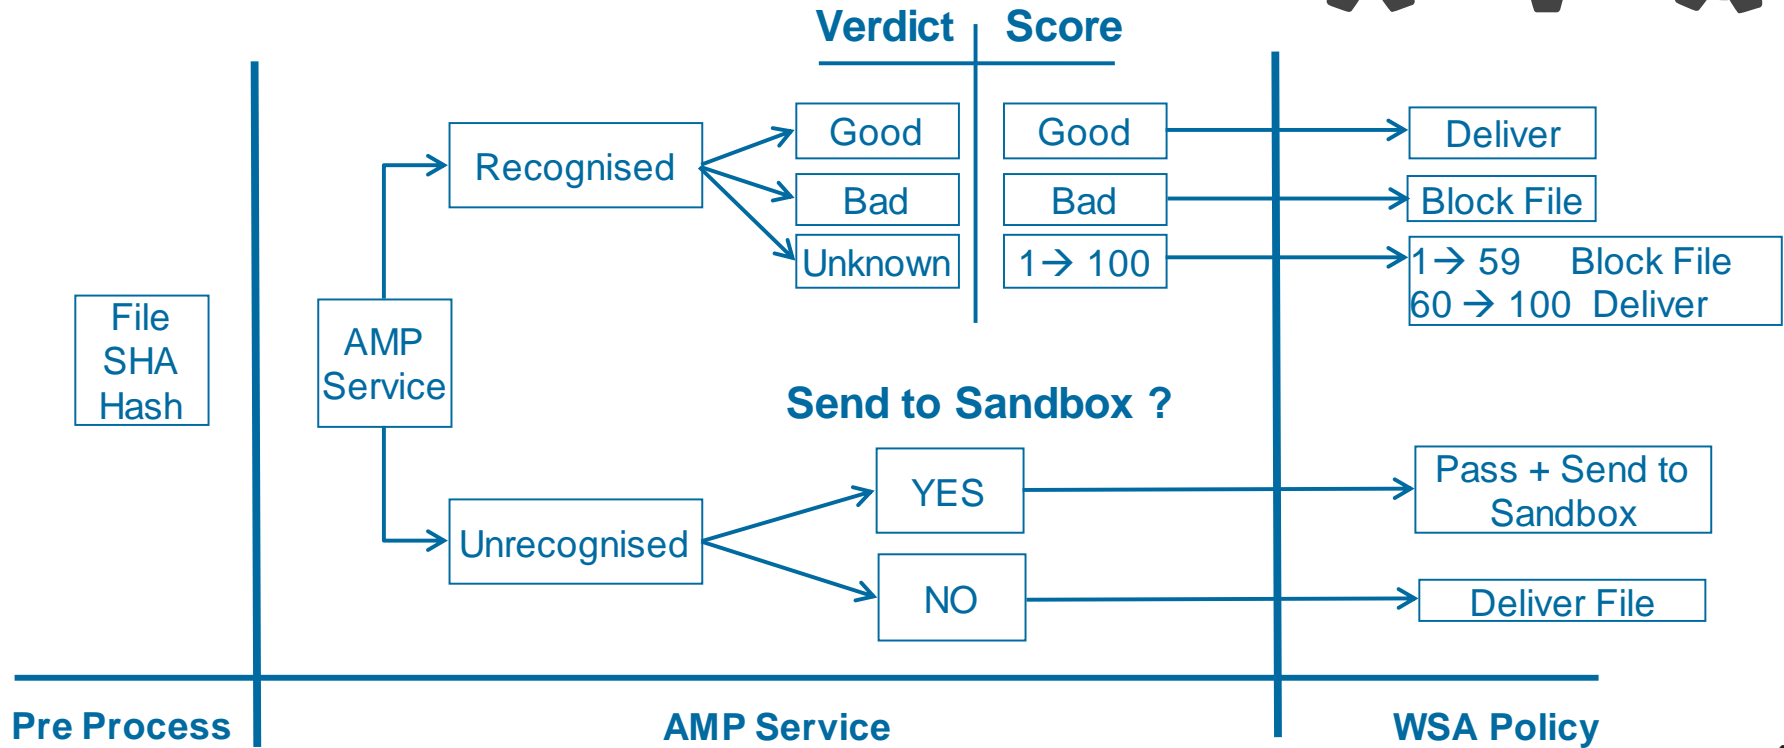 Verdict Score
Good Good Deliver
Recognised
Bad Bad Block File
Unknown 1→ 100 1→ 59 Block File
60 → 100 Deliver
File
SHA
Hash
AMP
Service
Send to Sandbox ?
YES
Pass + Send to
Sandbox
Unrecognised
NO
Deliver File
Pre Process
AMP Service
WSA Policy